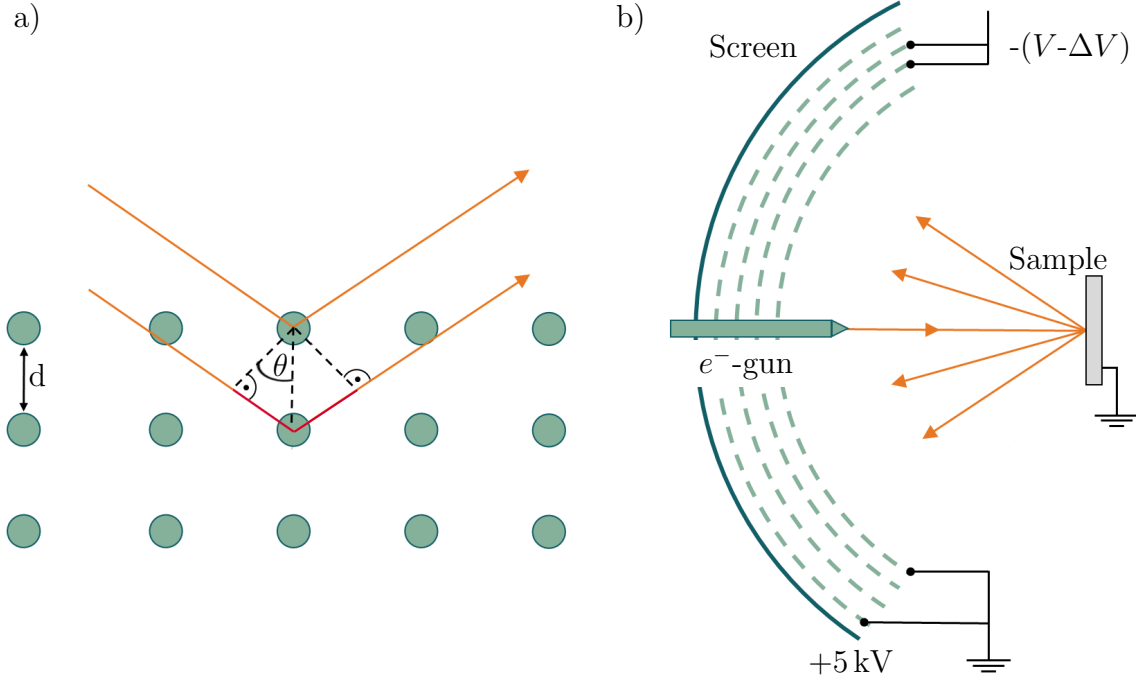 a)
θ
d
b)
Screen
-(V-ΔV)
Sample
e⁻-gun
+5 kV